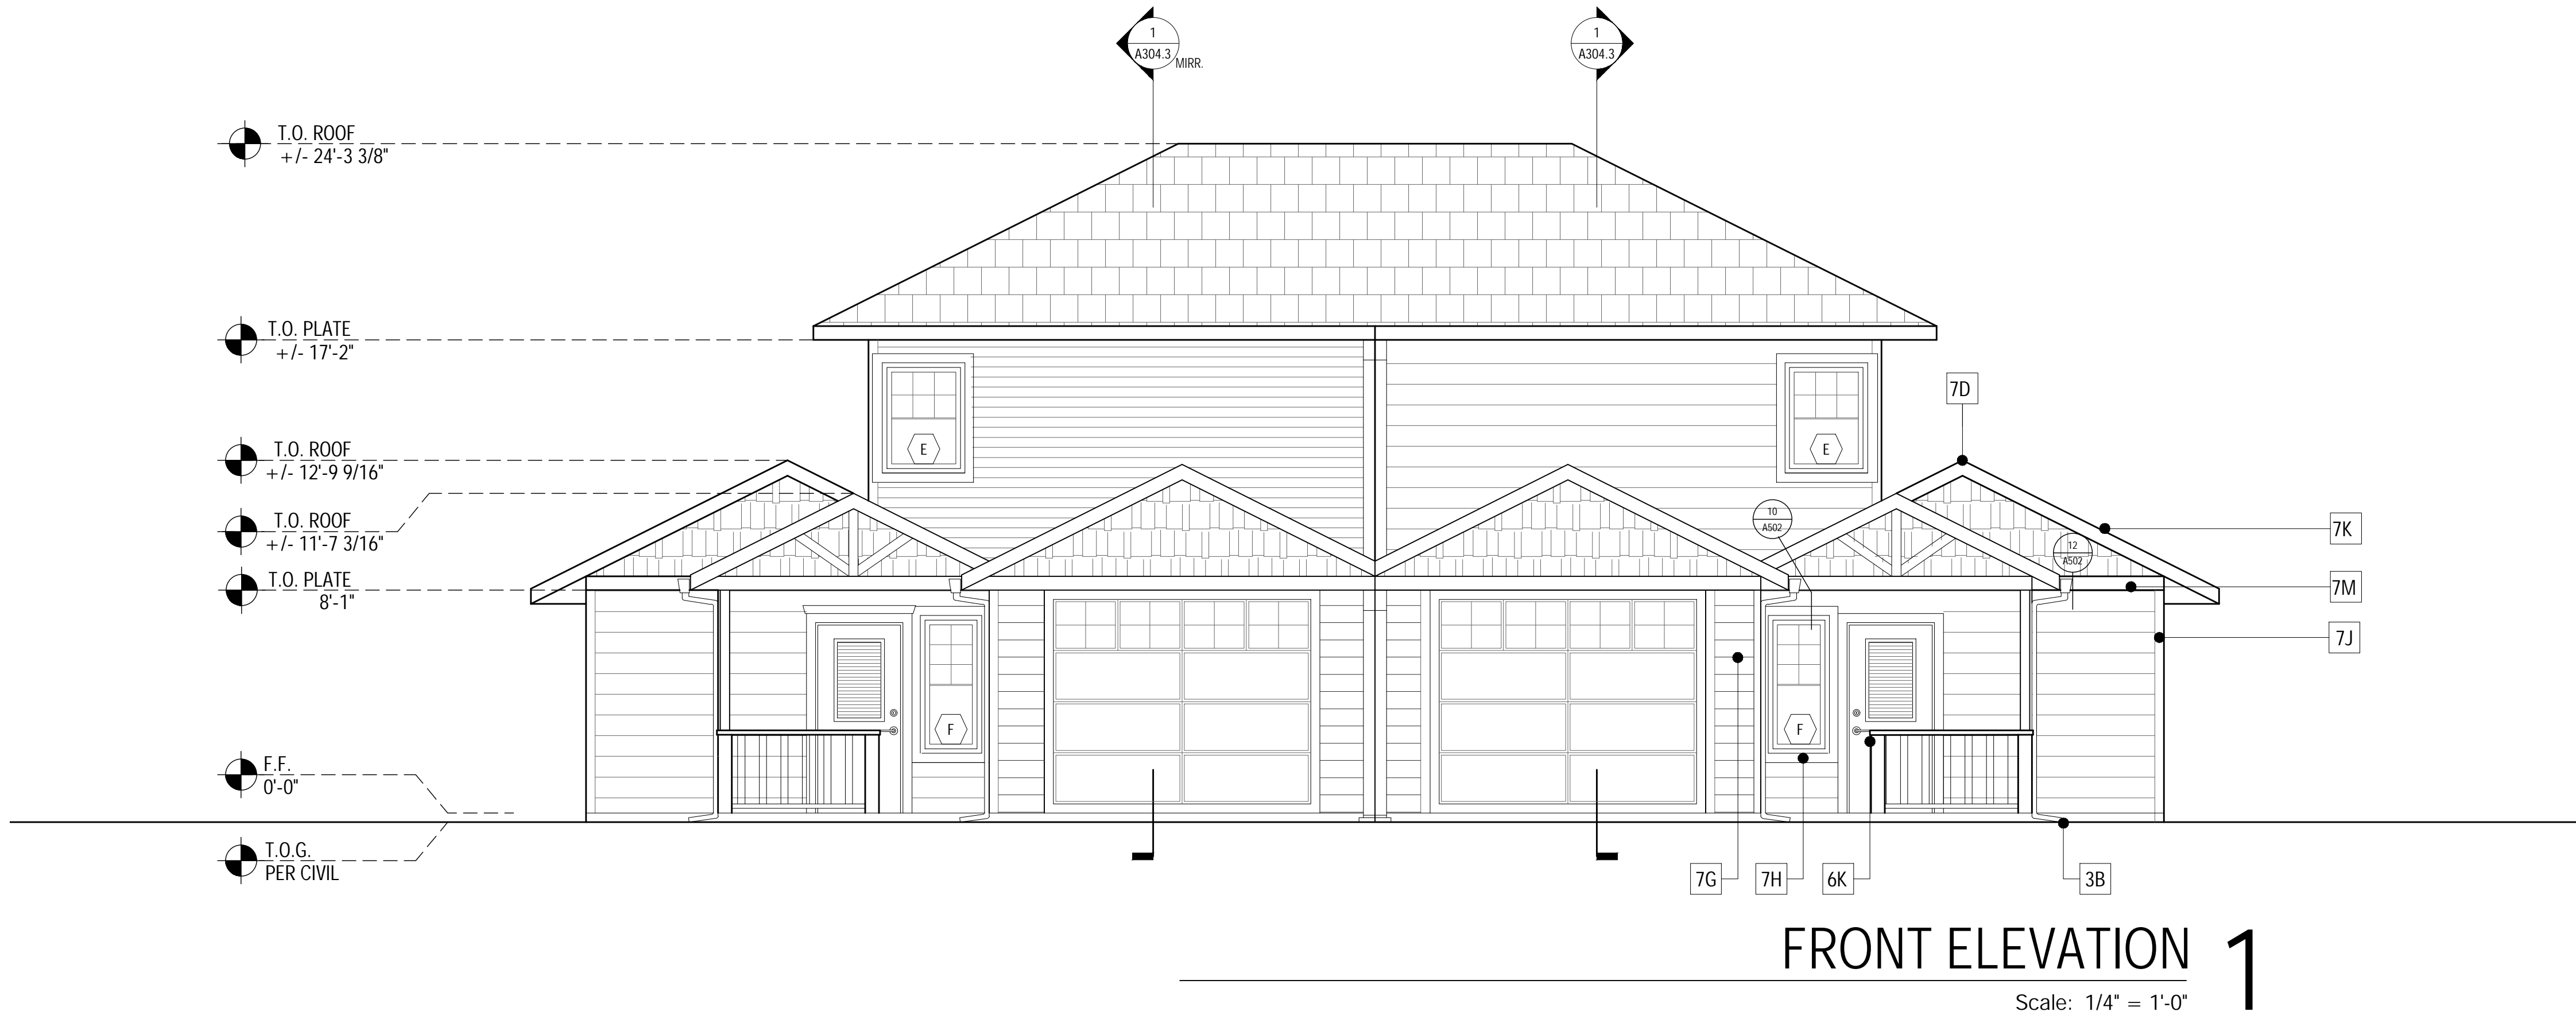 1
A304.3
MIRR.
1
A304.3
T.O. ROOF
+/- 24'-3 3/8"
T.O. PLATE
+/- 17'-2"
7D
T.O. ROOF
+/- 12'-9 9/16"
E
E
T.O. ROOF
+/- 11'-7 3/16"
10
A502
7K
12
A502
T.O. PLATE
8'-1"
7M
7J
F
F
F.F.
0'-0"
T.O.G.
PER CIVIL
7G
7H
6K
3B
FRONT ELEVATION
1
Scale: 1/4" = 1'-0"